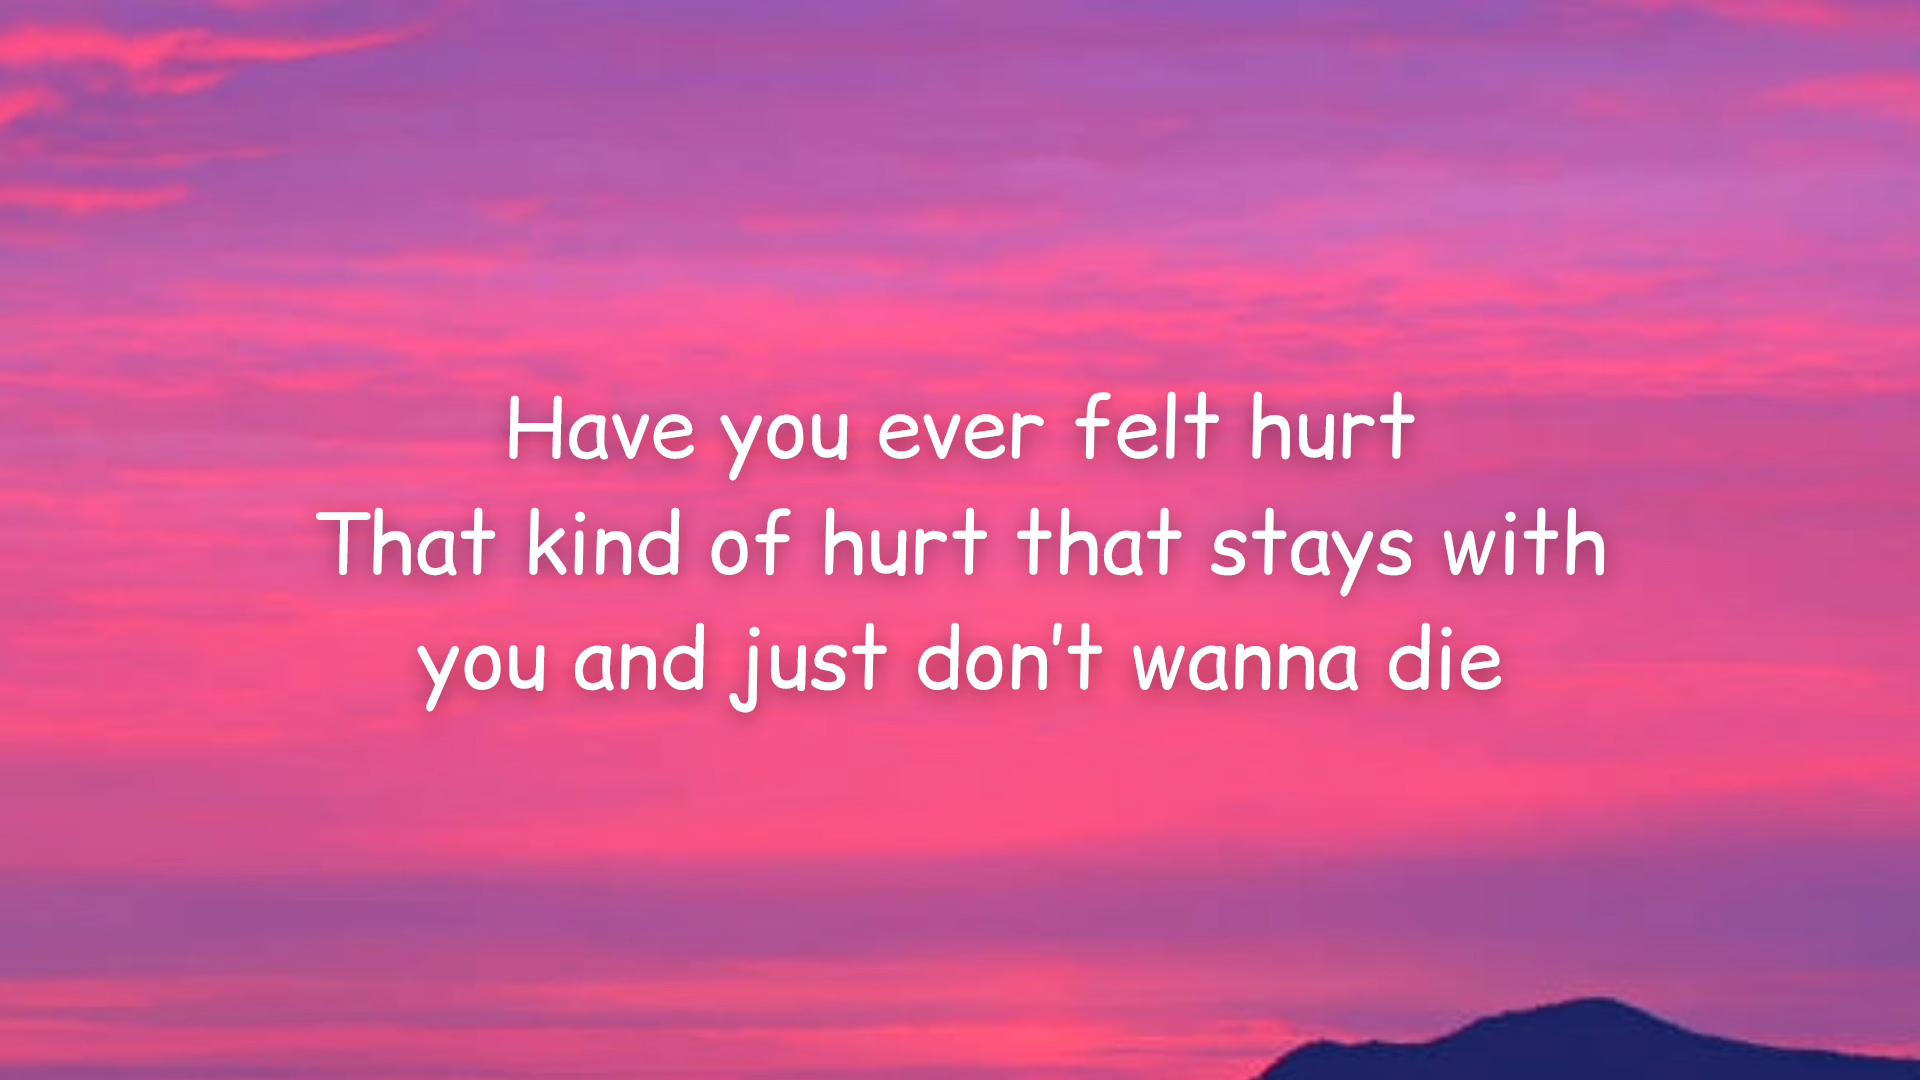 Have you ever felt hurt
That kind of hurt that stays with
you and just don't wanna die